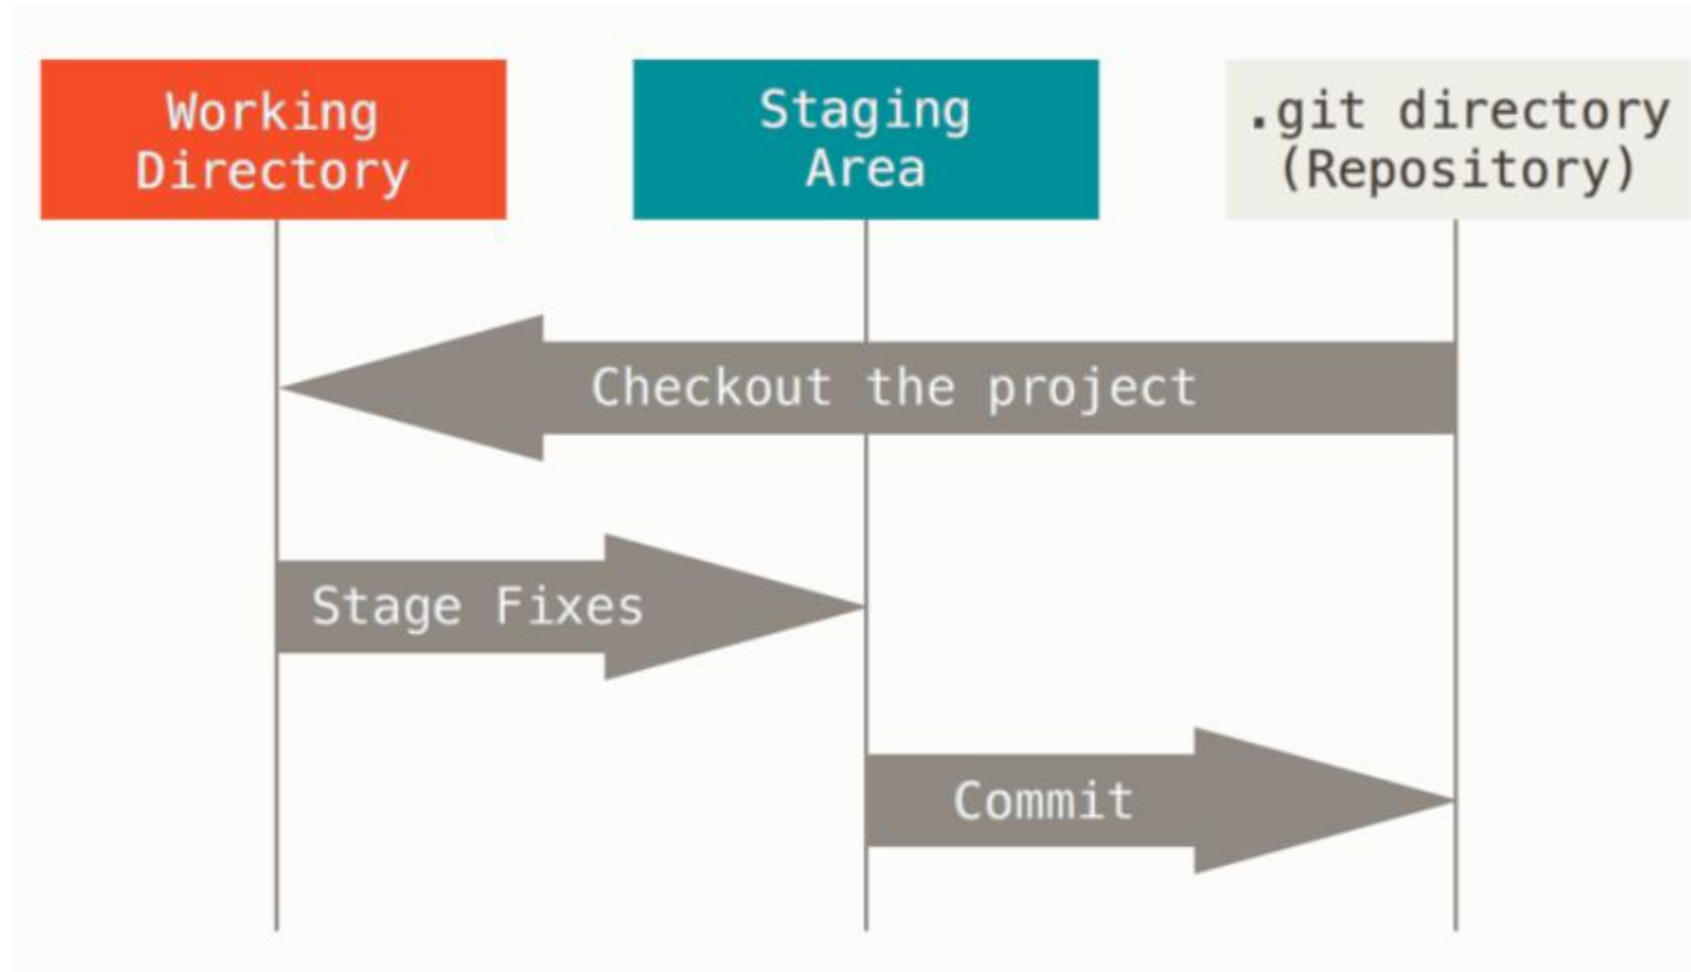 Working
Directory
Staging
Area
.git directory
(Repository)
Checkout the project
Stage Fixes
Commit